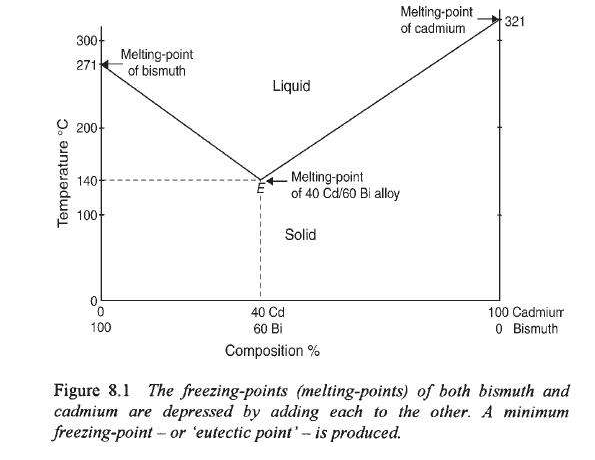 Melting-point
of cadmium
321
300
271
Melting-point
of bismuth
Liquid
200
Temperature °C
140
E
Melting-point
of 40 Cd/60 Bi alloy
100
Solid
0
0 40 Cd 100 Cadmium
100 60 Bi 0 Bismuth
Composition %
Figure 8.1 The freezing-points (melting-points) of both bismuth and
cadmium are depressed by adding each to the other. A minimum
freezing-point – or ‘eutectic point’ – is produced.